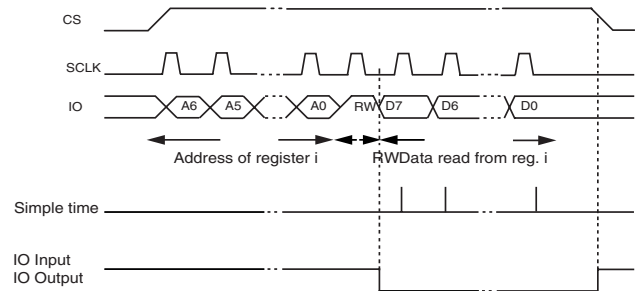 CS
SCLK
IO A6 A5 A0 RW D7 D6 D0
Address of register i RWData read from reg. i
Simple time
IO Input
IO Output